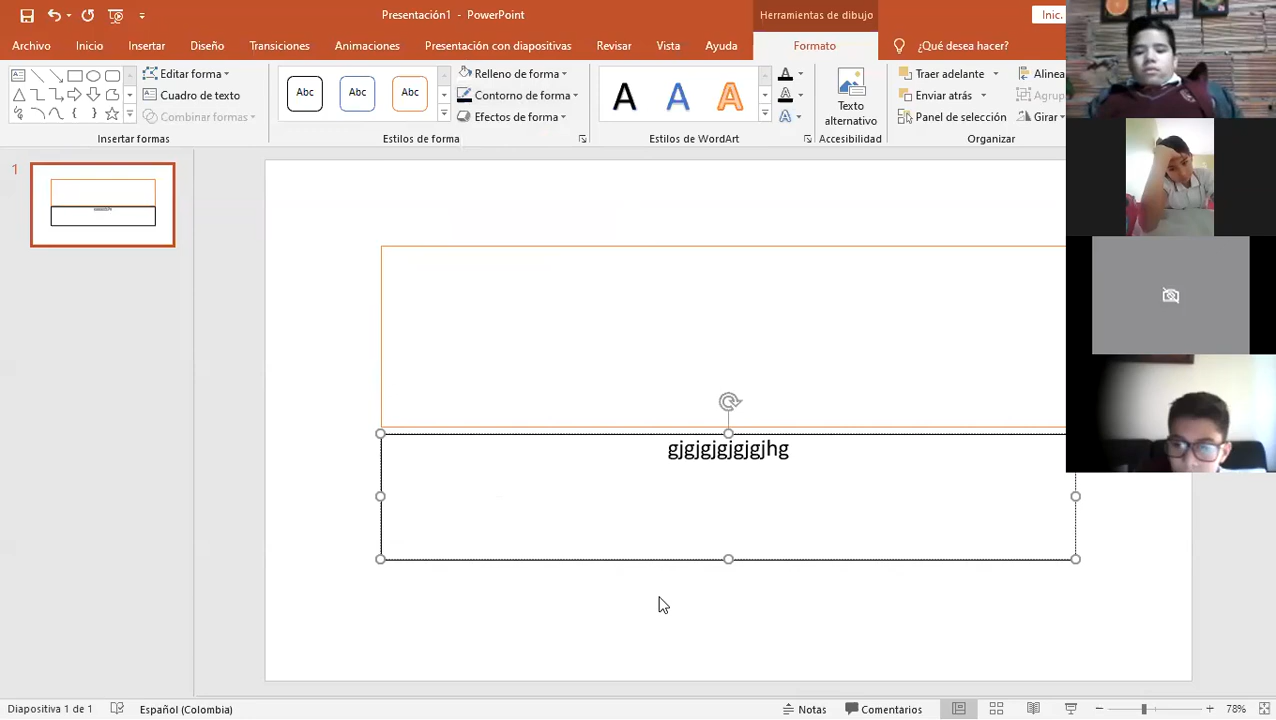 Presentación1 - PowerPoint
Herramientas de dibujo
Inic.
Archivo Inicio Insertar Diseño Transiciones Animaciones Presentación con diapositivas Revisar Vista Ayuda Formato ¿Qué desea hacer?
Editar forma
Cuadro de texto
Combinar formas
Insertar formas
Abc Abc Abc
Relleno de forma
Contorno de forma
Efectos de forma
Estilos de forma
A A A
Estilos de WordArt
Texto
alternativo
Accesibilidad
Traer adelante
Enviar atrás
Panel de selección
Alinea
Agrup
Girar
Organizar
1
gjgjgjgjgjgjhg
Diapositiva 1 de 1 Español (Colombia) Notas Comentarios 78%